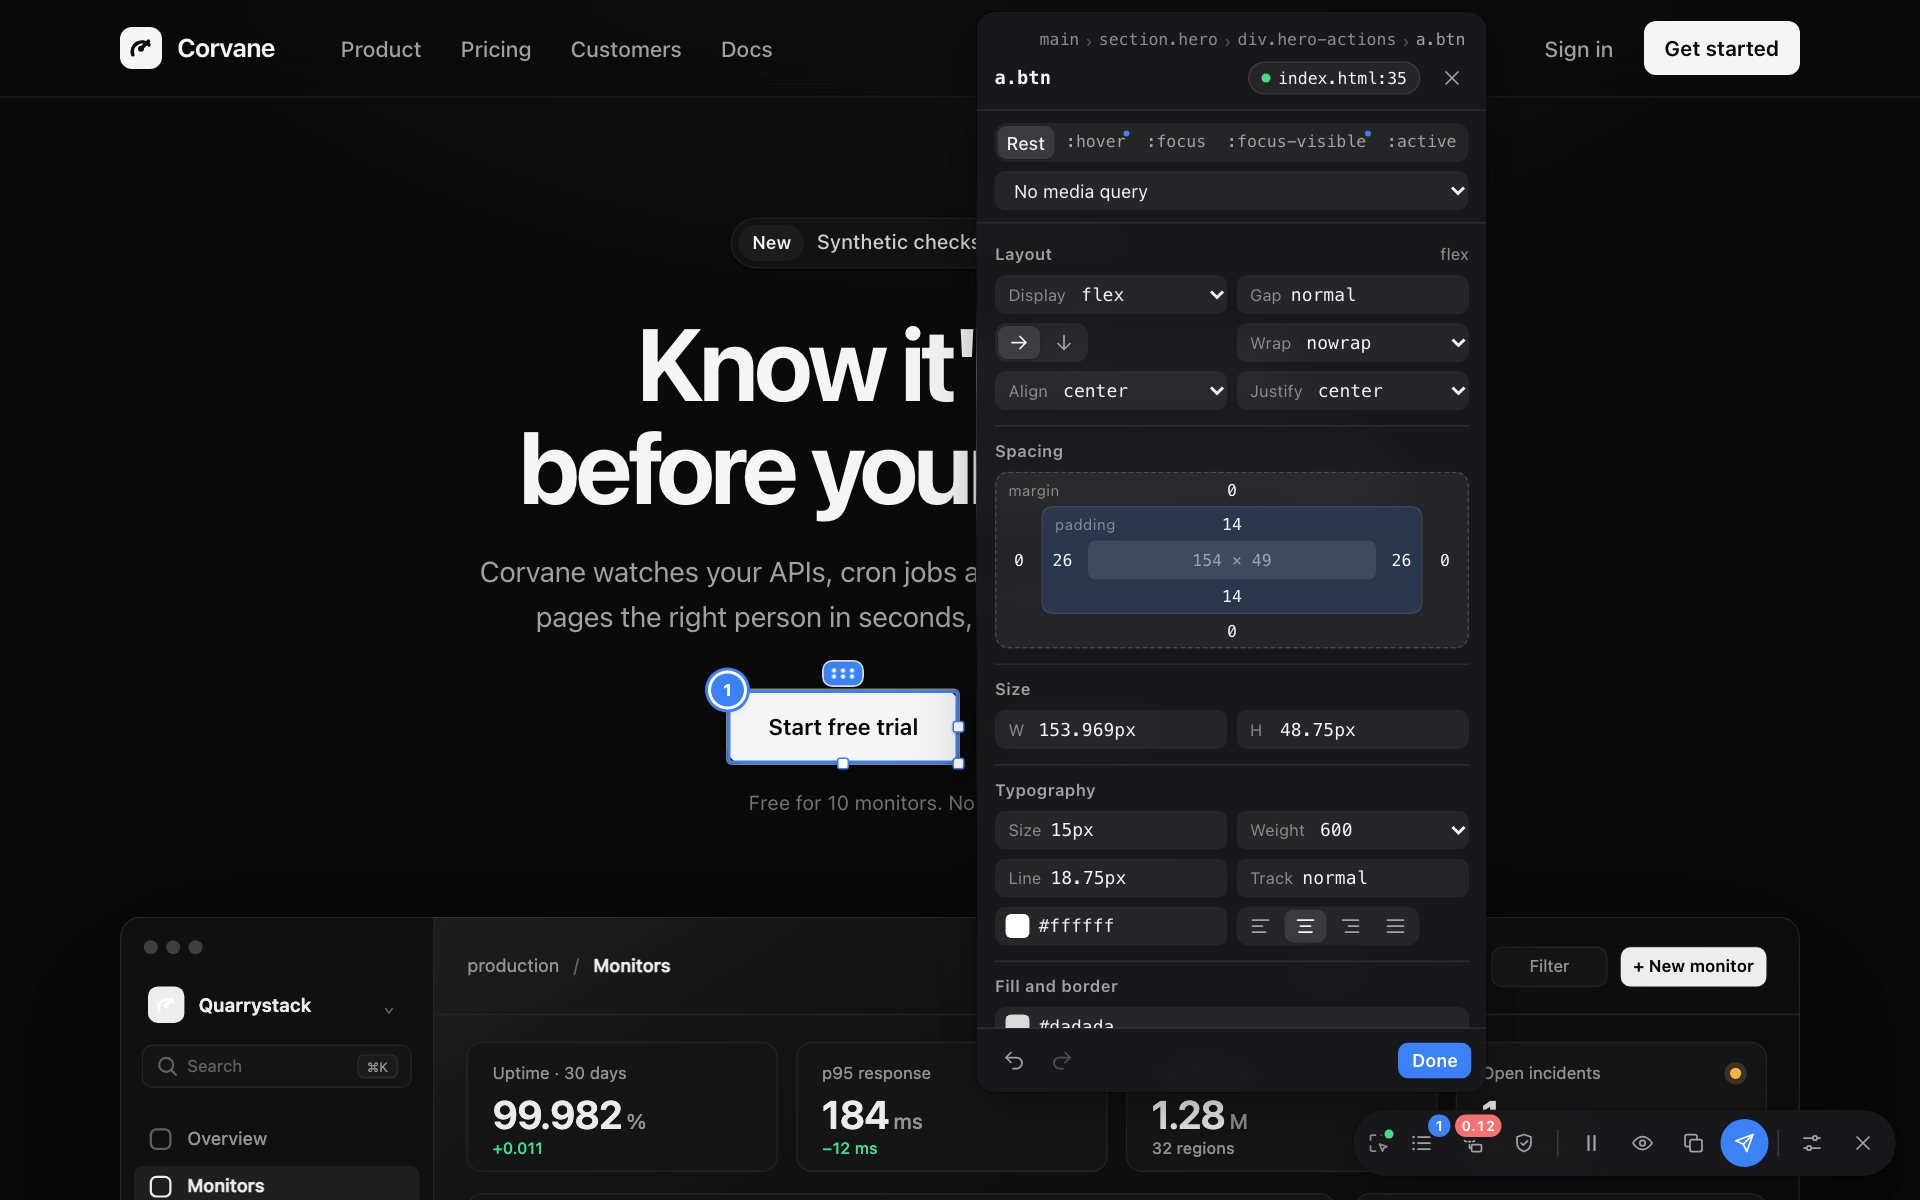 Corvane
Product
Pricing
Customers
Docs
Sign in
Get started
New
Synthetic checks
Know it'
before your
Corvane watches your APIs, cron jobs a
pages the right person in seconds,
1
Start free trial
Free for 10 monitors. No
main › section.hero › div.hero-actions › a.btn
a.btn
index.html:35
Rest
:hover
:focus
:focus-visible
:active
No media query
Layout
flex
Display flex
Gap normal
Wrap nowrap
Align center
Justify center
Spacing
margin
0
padding
14
0
26
154 × 49
26
0
14
0
Size
W 153.969px
H 48.75px
Typography
Size 15px
Weight 600
Line 18.75px
Track normal
#ffffff
Fill and border
#dadada
Done
production / Monitors
Filter
+ New monitor
Quarrystack
Search
⌘K
Overview
Monitors
Uptime · 30 days
99.982 %
+0.011
p95 response
184 ms
−12 ms
1.28 M
32 regions
Open incidents
1
1
0.12